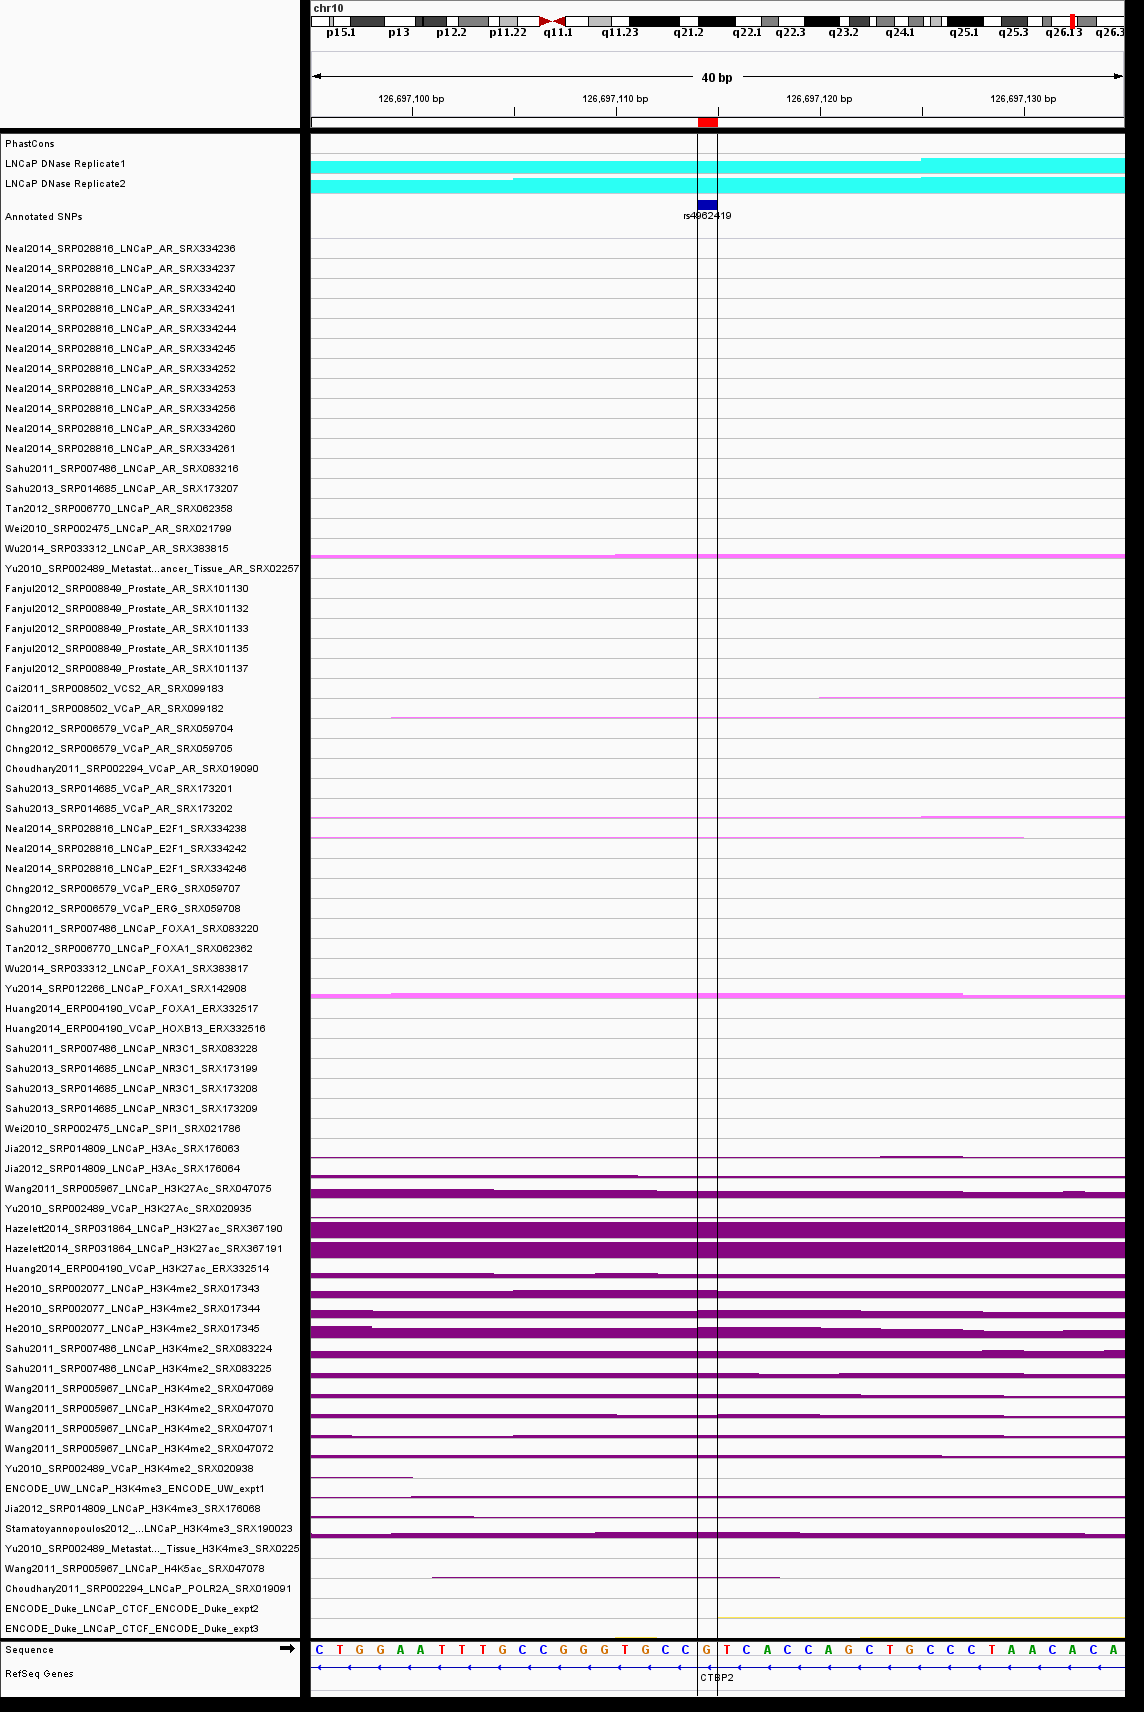 chr10
p15.1 p13 p12.2 p11.22 q11.1 q11.23 q21.2 q22.1 q22.3 q23.2 q24.1 q25.1 q25.3 q26.13 q26.3
40 bp
126,697,100 bp 126,697,110 bp 126,697,120 bp 126,697,130 bp
PhastCons
LNCaP DNase Replicate1
LNCaP DNase Replicate2
Annotated SNPs
rs4962419
Neal2014_SRP028816_LNCaP_AR_SRX334236
Neal2014_SRP028816_LNCaP_AR_SRX334237
Neal2014_SRP028816_LNCaP_AR_SRX334240
Neal2014_SRP028816_LNCaP_AR_SRX334241
Neal2014_SRP028816_LNCaP_AR_SRX334244
Neal2014_SRP028816_LNCaP_AR_SRX334245
Neal2014_SRP028816_LNCaP_AR_SRX334252
Neal2014_SRP028816_LNCaP_AR_SRX334253
Neal2014_SRP028816_LNCaP_AR_SRX334256
Neal2014_SRP028816_LNCaP_AR_SRX334260
Neal2014_SRP028816_LNCaP_AR_SRX334261
Sahu2011_SRP007486_LNCaP_AR_SRX083216
Sahu2013_SRP014685_LNCaP_AR_SRX173207
Tan2012_SRP006770_LNCaP_AR_SRX062358
Wei2010_SRP002475_LNCaP_AR_SRX021799
Wu2014_SRP033312_LNCaP_AR_SRX383815
Yu2010_SRP002489_Metastat...ancer_Tissue_AR_SRX02257
Fanjul2012_SRP008849_Prostate_AR_SRX101130
Fanjul2012_SRP008849_Prostate_AR_SRX101132
Fanjul2012_SRP008849_Prostate_AR_SRX101133
Fanjul2012_SRP008849_Prostate_AR_SRX101135
Fanjul2012_SRP008849_Prostate_AR_SRX101137
Cai2011_SRP008502_VCS2_AR_SRX099183
Cai2011_SRP008502_VCaP_AR_SRX099182
Chng2012_SRP006579_VCaP_AR_SRX059704
Chng2012_SRP006579_VCaP_AR_SRX059705
Choudhary2011_SRP002294_VCaP_AR_SRX019090
Sahu2013_SRP014685_VCaP_AR_SRX173201
Sahu2013_SRP014685_VCaP_AR_SRX173202
Neal2014_SRP028816_LNCaP_E2F1_SRX334238
Neal2014_SRP028816_LNCaP_E2F1_SRX334242
Neal2014_SRP028816_LNCaP_E2F1_SRX334246
Chng2012_SRP006579_VCaP_ERG_SRX059707
Chng2012_SRP006579_VCaP_ERG_SRX059708
Sahu2011_SRP007486_LNCaP_FOXA1_SRX083220
Tan2012_SRP006770_LNCaP_FOXA1_SRX062362
Wu2014_SRP033312_LNCaP_FOXA1_SRX383817
Yu2014_SRP012266_LNCaP_FOXA1_SRX142908
Huang2014_ERP004190_VCaP_FOXA1_ERX332517
Huang2014_ERP004190_VCaP_HOXB13_ERX332516
Sahu2011_SRP007486_LNCaP_NR3C1_SRX083228
Sahu2013_SRP014685_LNCaP_NR3C1_SRX173199
Sahu2013_SRP014685_LNCaP_NR3C1_SRX173208
Sahu2013_SRP014685_LNCaP_NR3C1_SRX173209
Wei2010_SRP002475_LNCaP_SPI1_SRX021786
Jia2012_SRP014809_LNCaP_H3Ac_SRX176063
Jia2012_SRP014809_LNCaP_H3Ac_SRX176064
Wang2011_SRP005967_LNCaP_H3K27Ac_SRX047075
Yu2010_SRP002489_VCaP_H3K27Ac_SRX020935
Hazelett2014_SRP031864_LNCaP_H3K27ac_SRX367190
Hazelett2014_SRP031864_LNCaP_H3K27ac_SRX367191
Huang2014_ERP004190_VCaP_H3K27ac_ERX332514
He2010_SRP002077_LNCaP_H3K4me2_SRX017343
He2010_SRP002077_LNCaP_H3K4me2_SRX017344
He2010_SRP002077_LNCaP_H3K4me2_SRX017345
Sahu2011_SRP007486_LNCaP_H3K4me2_SRX083224
Sahu2011_SRP007486_LNCaP_H3K4me2_SRX083225
Wang2011_SRP005967_LNCaP_H3K4me2_SRX047069
Wang2011_SRP005967_LNCaP_H3K4me2_SRX047070
Wang2011_SRP005967_LNCaP_H3K4me2_SRX047071
Wang2011_SRP005967_LNCaP_H3K4me2_SRX047072
Yu2010_SRP002489_VCaP_H3K4me2_SRX020938
ENCODE_UW_LNCaP_H3K4me3_ENCODE_UW_expt1
Jia2012_SRP014809_LNCaP_H3K4me3_SRX176068
Stamatoyannopoulos2012_...LNCaP_H3K4me3_SRX190023
Yu2010_SRP002489_Metastat..._Tissue_H3K4me3_SRX0225
Wang2011_SRP005967_LNCaP_H4K5ac_SRX047078
Choudhary2011_SRP002294_LNCaP_POLR2A_SRX019091
ENCODE_Duke_LNCaP_CTCF_ENCODE_Duke_expt2
ENCODE_Duke_LNCaP_CTCF_ENCODE_Duke_expt3
Sequence C T G G A A T T T G C C G G G T G C C G T C A C C A G C T G C C C T A A C A C A
RefSeq Genes
CTBP2